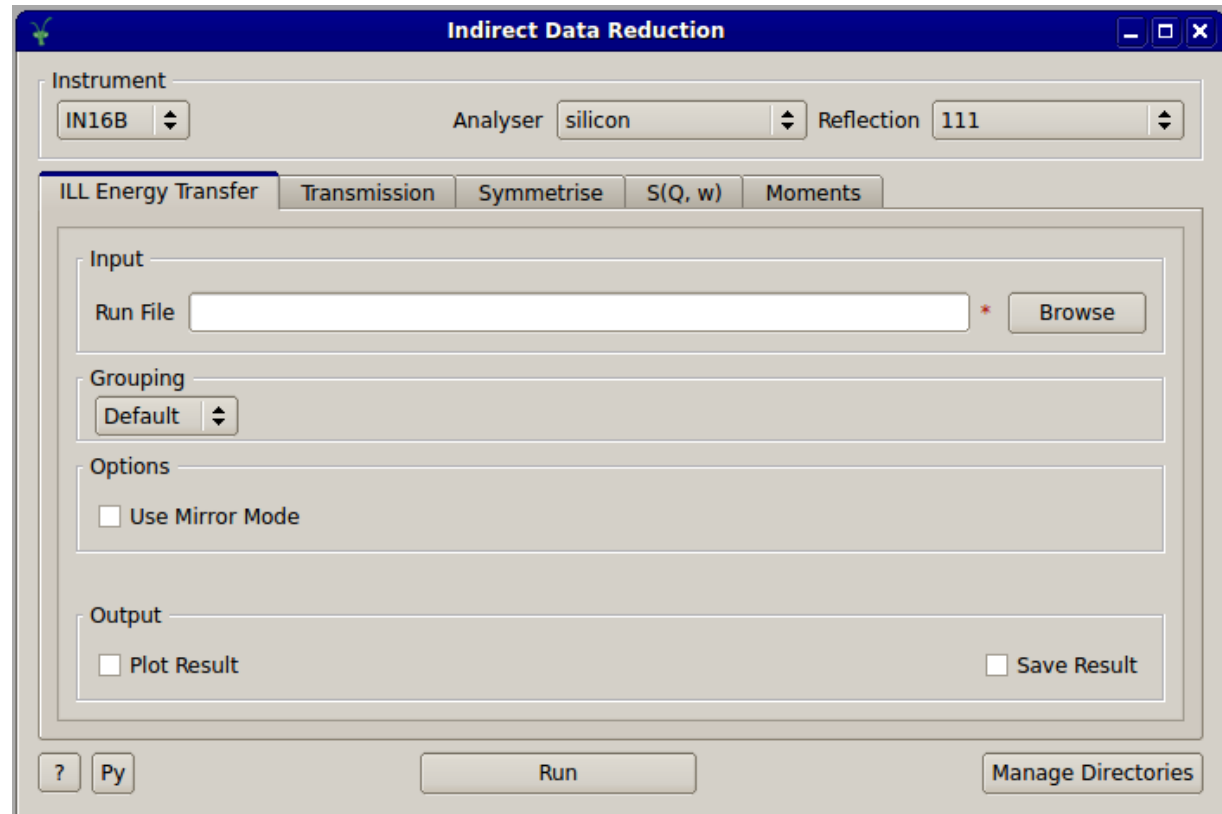 Indirect Data Reduction
Instrument
IN16B Analyser silicon Reflection 111
ILL Energy Transfer Transmission Symmetrise S(Q, w) Moments
Input
Run File * Browse
Grouping
Default
Options
Use Mirror Mode
Output
Plot Result Save Result
? Py Run Manage Directories